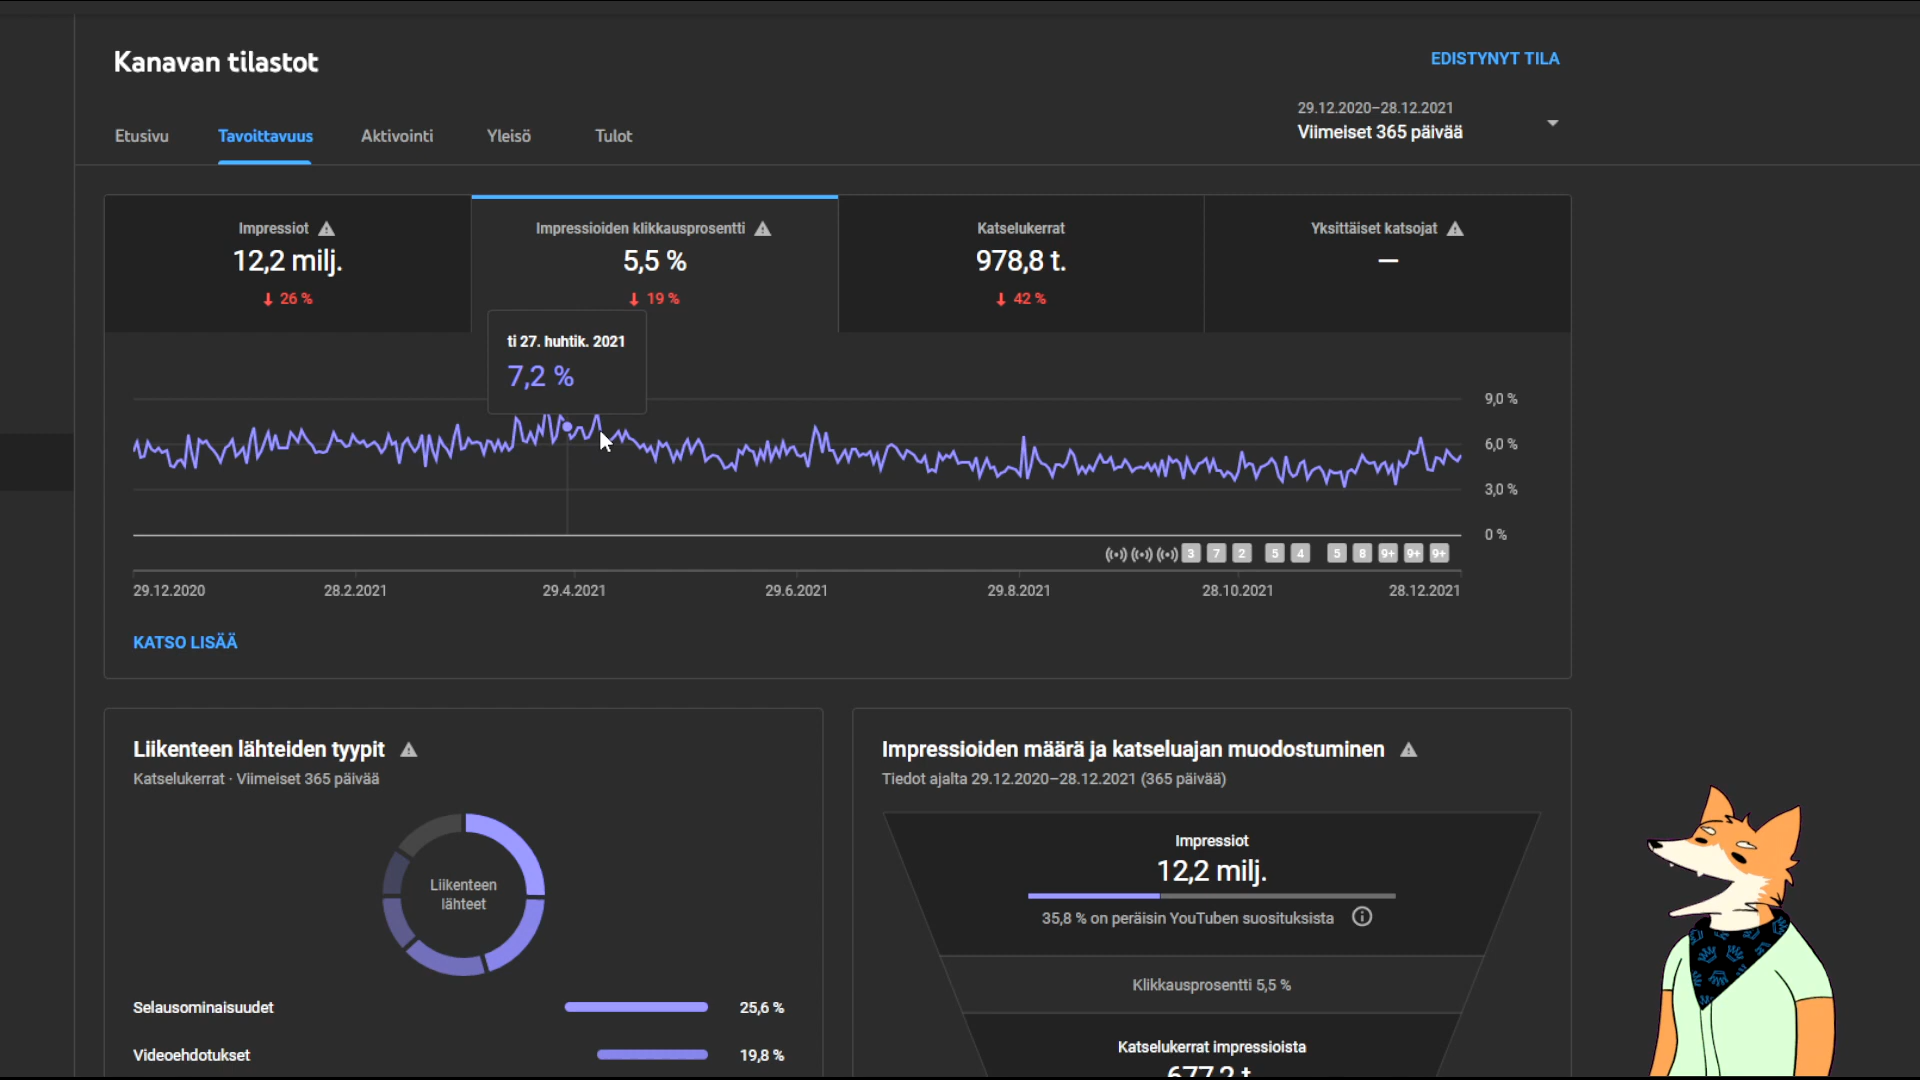 Kanavan tilastot
EDISTYNYT TILA
29.12.2020–28.12.2021
Viimeiset 365 päivää
Etusivu
Tavoittavuus
Aktivointi
Yleisö
Tulot
Impressiot
12,2 milj.
26 %
Impressioiden klikkausprosentti
5,5 %
19 %
Katselukerrat
978,8 t.
42 %
Yksittäiset katsojat
—
ti 27. huhtik. 2021
7,2 %
9,0 %
6,0 %
3,0 %
0 %
3 7 2 5 4 5 8 9+ 9+ 9+
29.12.2020 28.2.2021 29.4.2021 29.6.2021 29.8.2021 28.10.2021 28.12.2021
KATSO LISÄÄ
Liikenteen lähteiden tyypit
Katselukerrat · Viimeiset 365 päivää
Liikenteen
lähteet
Selausominaisuudet 25,6 %
Videoehdotukset 19,8 %
Impressioiden määrä ja katseluajan muodostuminen
Tiedot ajalta 29.12.2020–28.12.2021 (365 päivää)
Impressiot
12,2 milj.
35,8 % on peräisin YouTuben suosituksista
Klikkausprosentti 5,5 %
Katselukerrat impressioista
677,2 t.